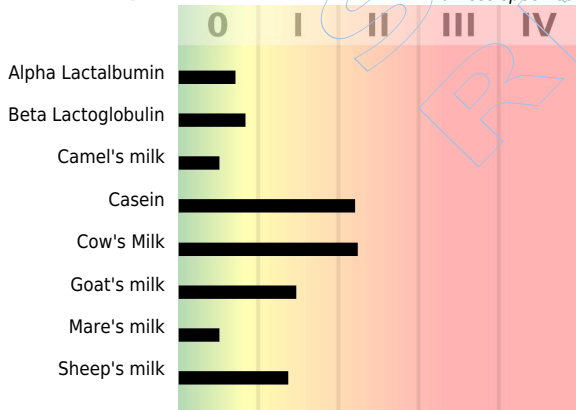 0 I II III IV
Alpha Lactalbumin
Beta Lactoglobulin
Camel's milk
Casein
Cow's Milk
Goat's milk
Mare's milk
Sheep's milk